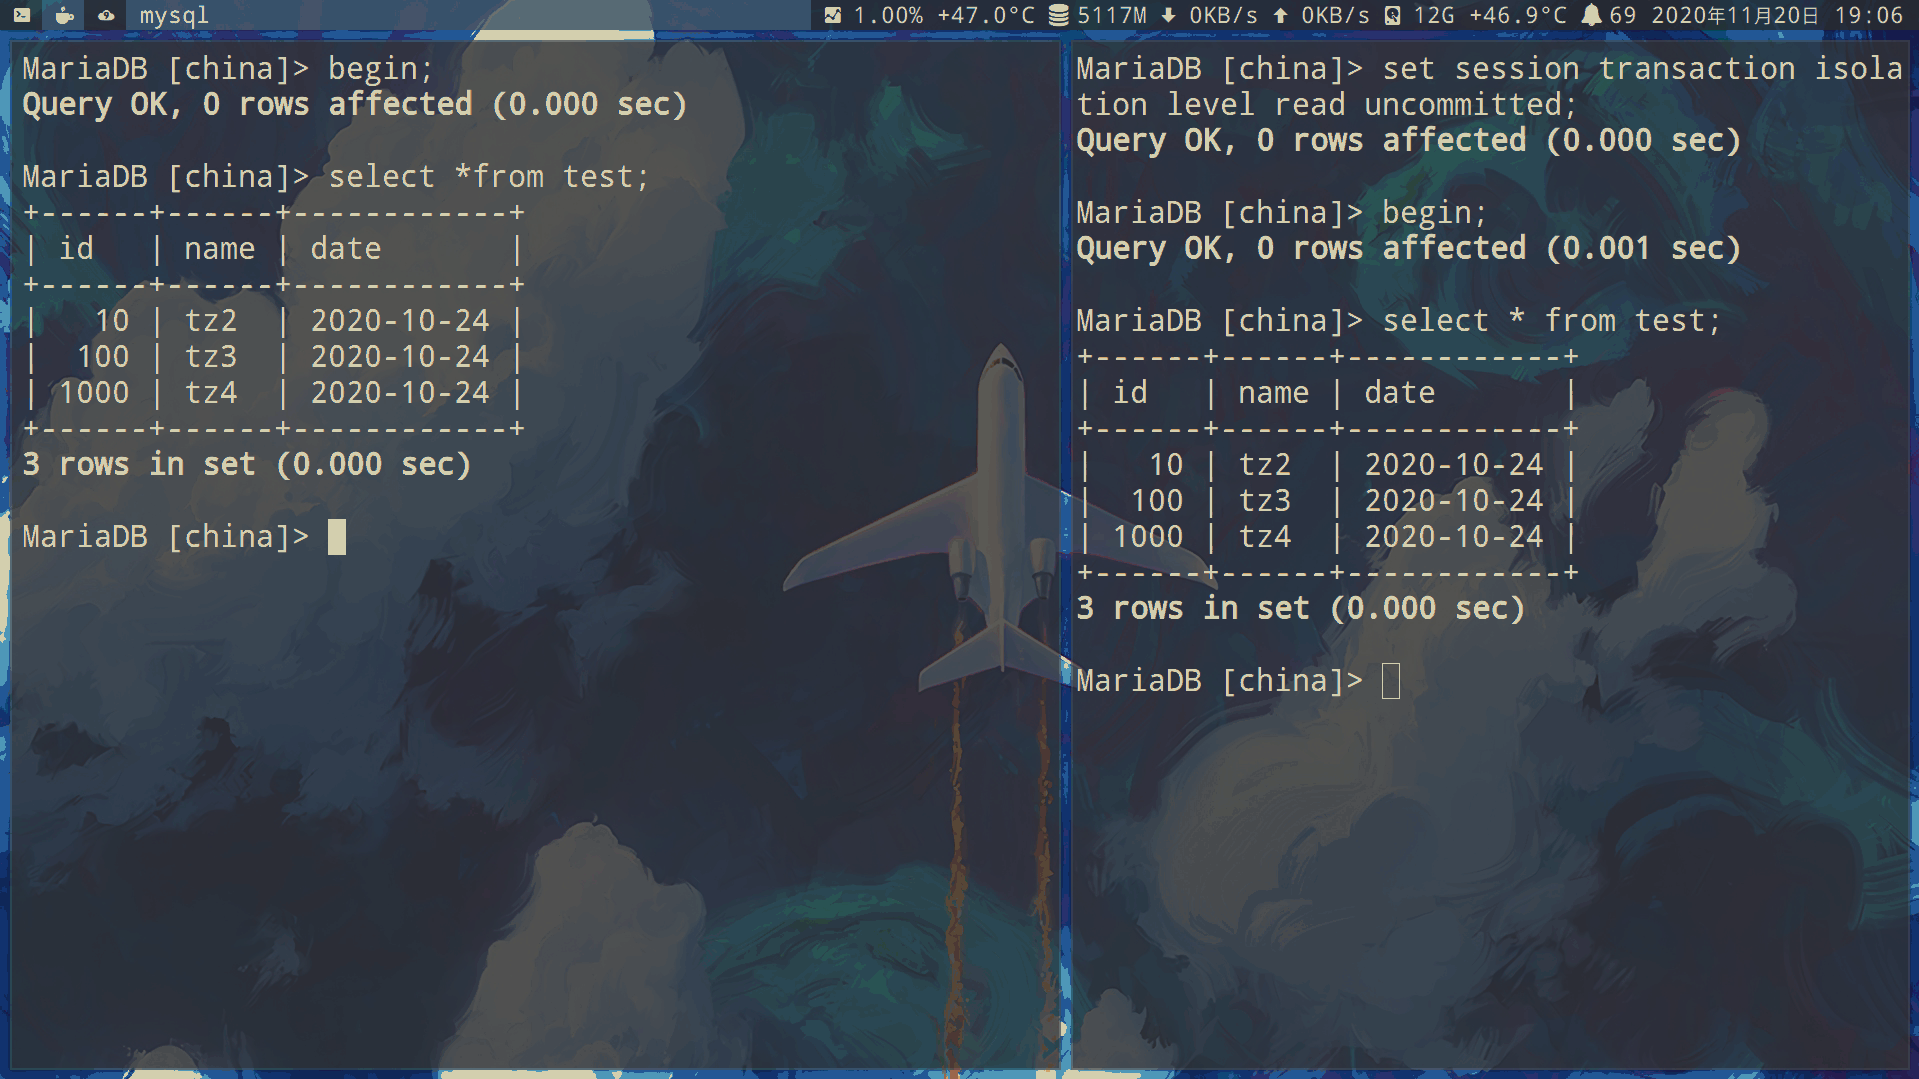 mysql 1.00% +47.0°C 5117M 0KB/s 0KB/s 12G +46.9°C 69 2020年11月20日 19:06
MariaDB [china]> begin;
Query OK, 0 rows affected (0.000 sec)
MariaDB [china]> select *from test;
+------+------+------------+
| id   | name | date       |
+------+------+------------+
|   10 | tz2  | 2020-10-24 |
|  100 | tz3  | 2020-10-24 |
| 1000 | tz4  | 2020-10-24 |
+------+------+------------+
3 rows in set (0.000 sec)
MariaDB [china]>
MariaDB [china]> set session transaction isola
tion level read uncommitted;
Query OK, 0 rows affected (0.000 sec)
MariaDB [china]> begin;
Query OK, 0 rows affected (0.001 sec)
MariaDB [china]> select * from test;
+------+------+------------+
| id   | name | date       |
+------+------+------------+
|   10 | tz2  | 2020-10-24 |
|  100 | tz3  | 2020-10-24 |
| 1000 | tz4  | 2020-10-24 |
+------+------+------------+
3 rows in set (0.000 sec)
MariaDB [china]>